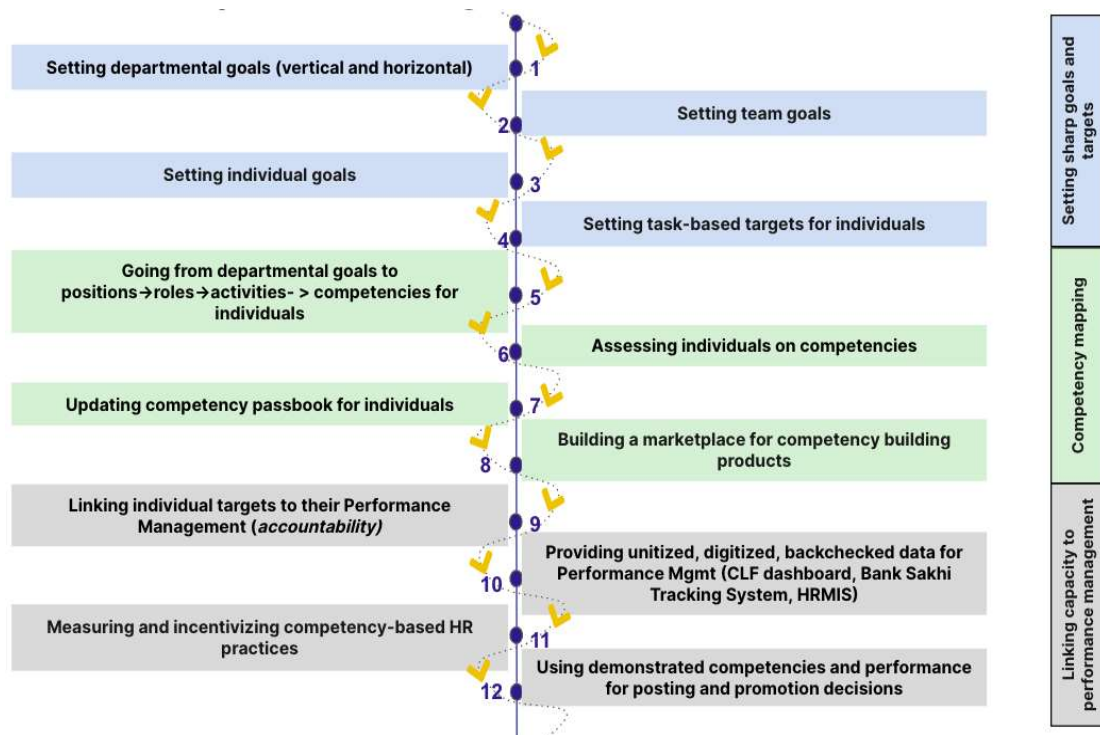 Setting departmental goals (vertical and horizontal)
1
2
Setting team goals
Setting individual goals
3
4
Setting task-based targets for individuals
Going from departmental goals to
positions→roles→activities- > competencies for
individuals
5
6
Assessing individuals on competencies
Updating competency passbook for individuals
7
8
Building a marketplace for competency building
products
Linking individual targets to their Performance
Management (accountability)
9
10
Providing unitized, digitized, backchecked data for
Performance Mgmt (CLF dashboard, Bank Sakhi
Tracking System, HRMIS)
Measuring and incentivizing competency-based HR
practices
11
12
Using demonstrated competencies and performance
for posting and promotion decisions
Setting sharp goals and
targets
Competency mapping
Linking capacity to
performance management